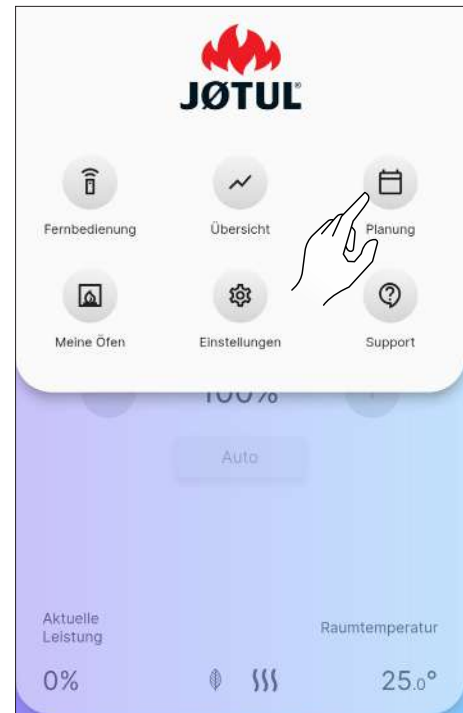 JØTUL®
Fernbedienung
Übersicht
Planung
Meine Öfen
Einstellungen
Support
100%
Auto
Aktuelle
Leistung
Raumtemperatur
0%
25.0°